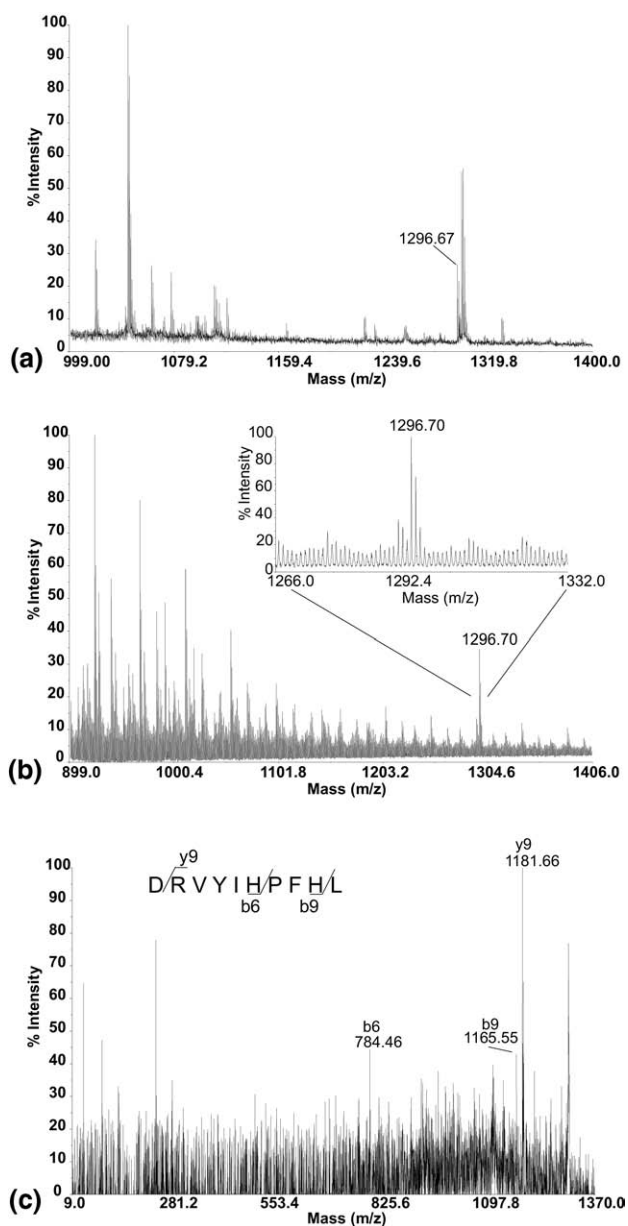 100
90
80
70
60
50
40
30
20
10
0
% Intensity
1296.67
999.00 1079.2 1159.4 1239.6 1319.8 1400.0
Mass (m/z)
(a)
100
90
80
70
60
50
40
30
20
10
0
% Intensity
1296.70
100
80
60
40
20
0
% Intensity
1266.0 1292.4 1332.0
Mass (m/z)
1296.70
899.0 1000.4 1101.8 1203.2 1304.6 1406.0
Mass (m/z)
(b)
y9
1181.66
100
90
80
70
60
50
40
30
20
10
0
% Intensity
y9
D R V Y I H P F H L
b6 b9
b6
784.46
b9
1165.55
9.0 281.2 553.4 825.6 1097.8 1370.0
Mass (m/z)
(c)